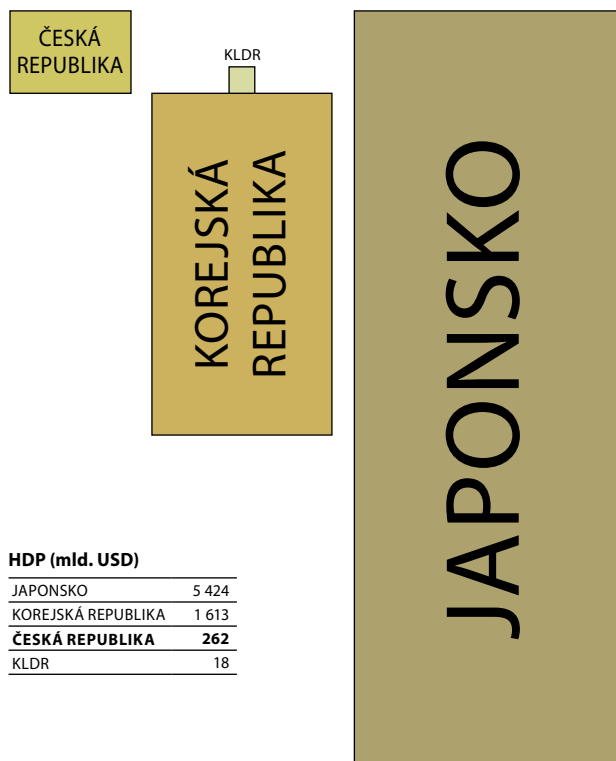 ČESKÁ
REPUBLIKA
KLDR
KOREJSKÁ
REPUBLIKA
JAPONSKO
HDP (mld. USD)
JAPONSKO 5 424
KOREJSKÁ REPUBLIKA 1 613
ČESKÁ REPUBLIKA 262
KLDR 18